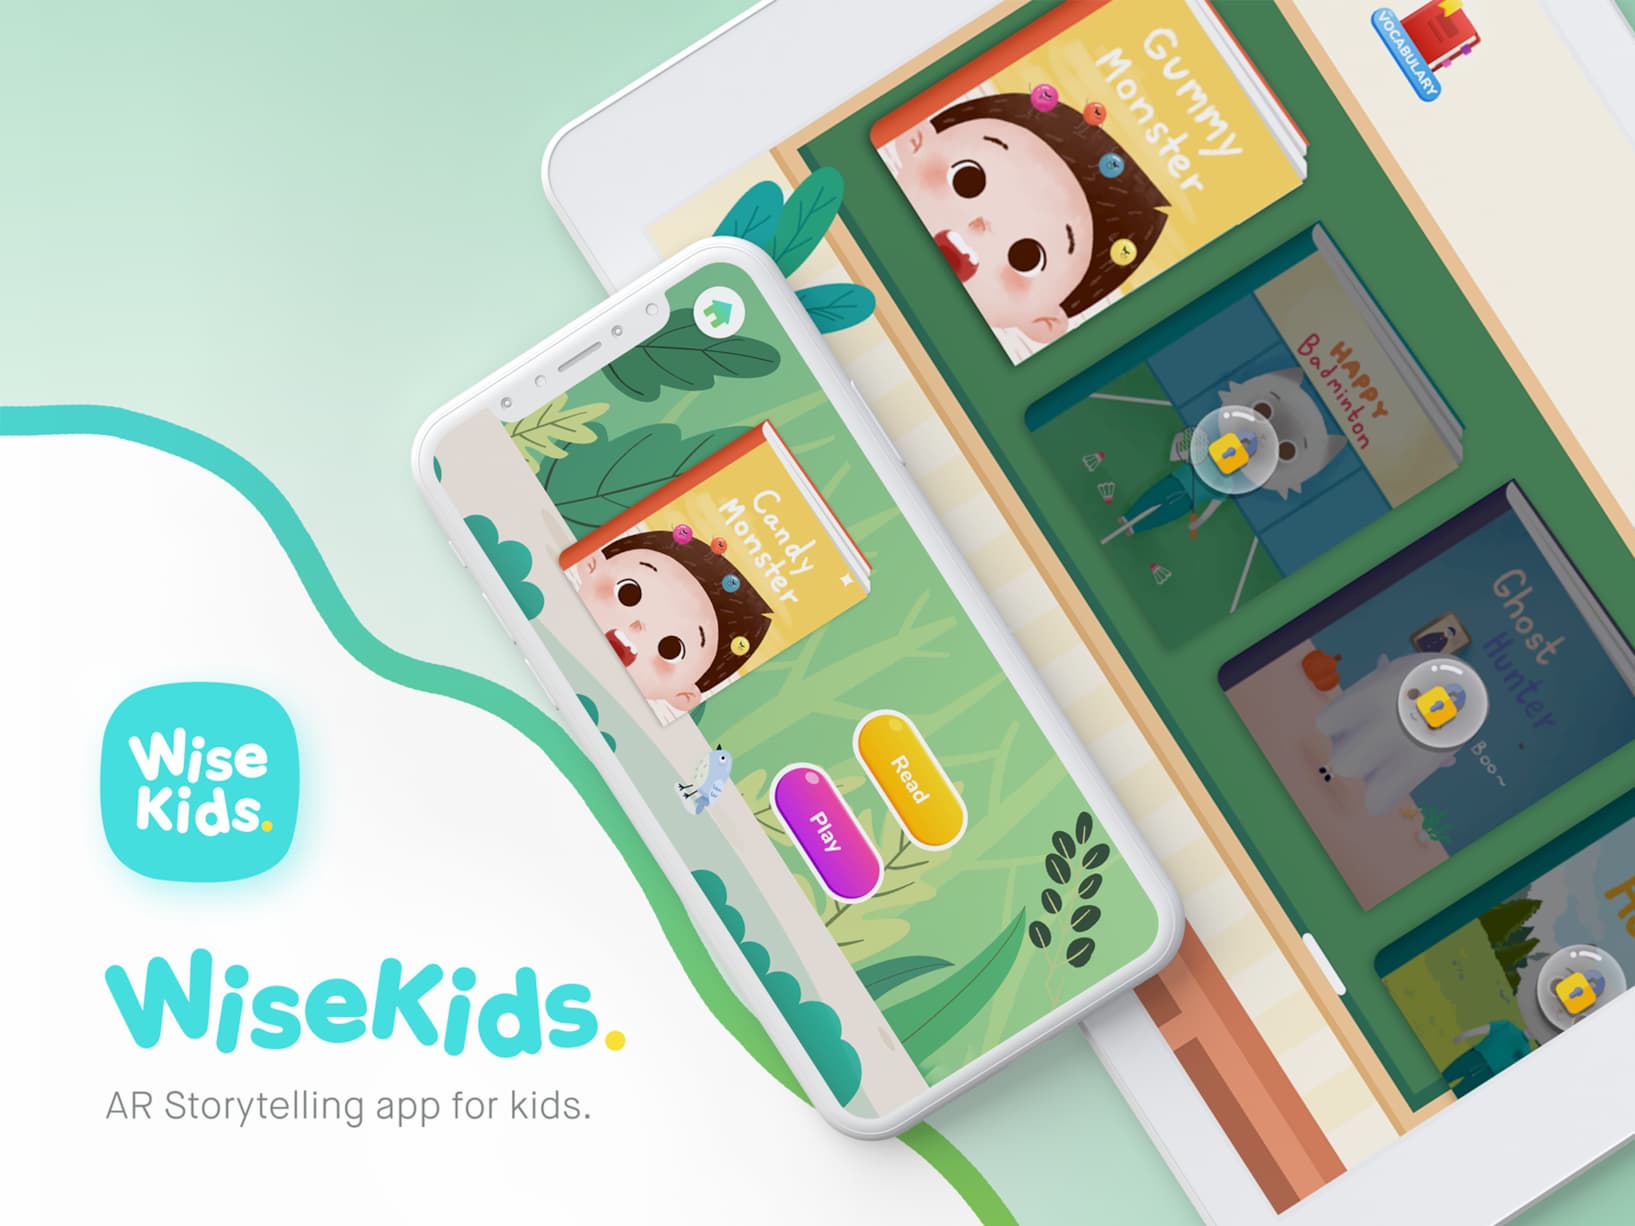 Wise
Kids.
WiseKids.
AR Storytelling app for kids.
Candy
Monster
Read
Play
VOCABULARY
Gummy
Monster
HAPPY
Badminton
Ghost
Hunter
Boo~